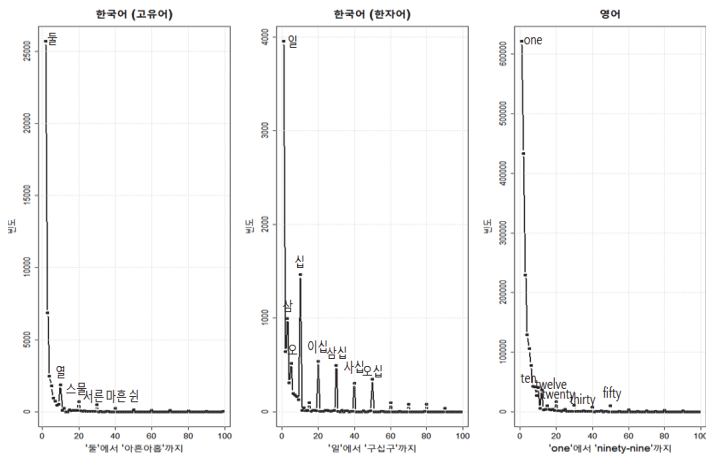 한국어 (고유어)
빈도
25000
20000
15000
10000
5000
0
둘
열
스물
서른 마흔 쉰
0 20 40 60 80 100
'둘'에서 '아흔아홉'까지
한국어 (한자어)
빈도
4000
3000
2000
1000
0
일
십
삼
오
이십
삼십
사십
오십
0 20 40 60 80 100
'일'에서 '구십구'까지
영어
빈도
600000
500000
400000
300000
200000
100000
0
one
ten
twelve
twenty
thirty
fifty
0 20 40 60 80 100
'one'에서 'ninety-nine'까지